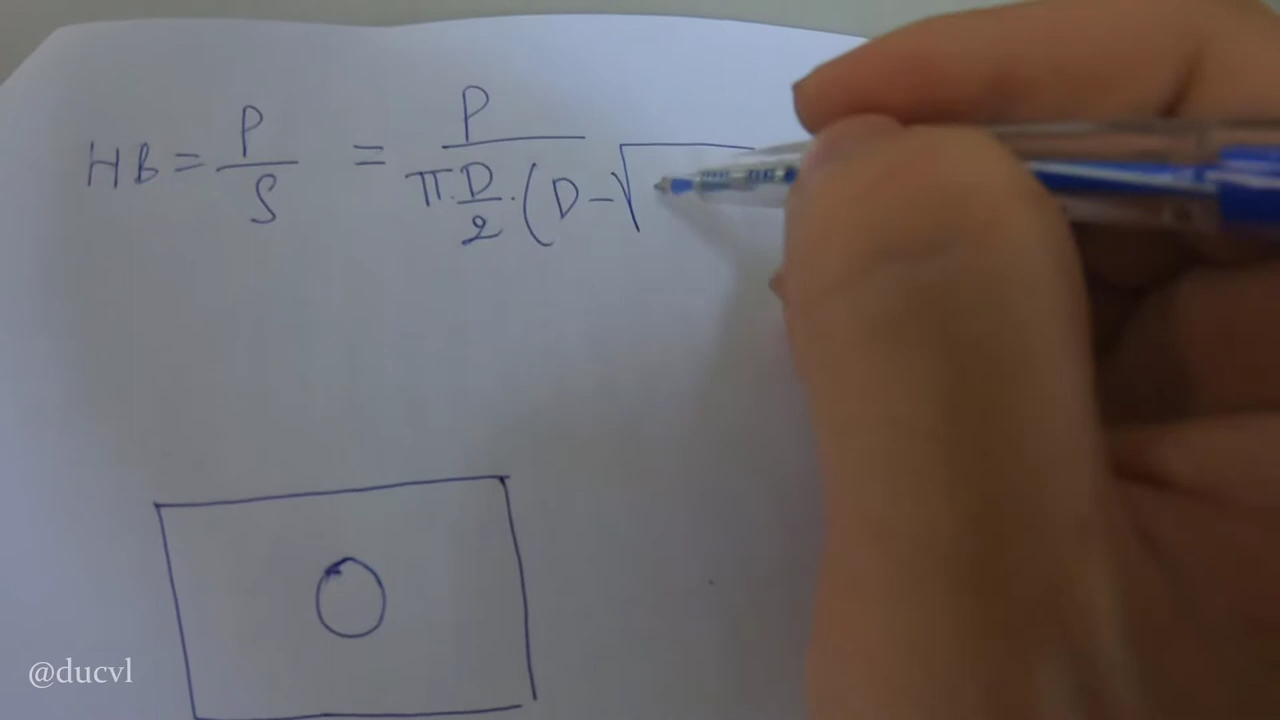 HB = P/S = P/(π.D/2.(D-√
@ducvl